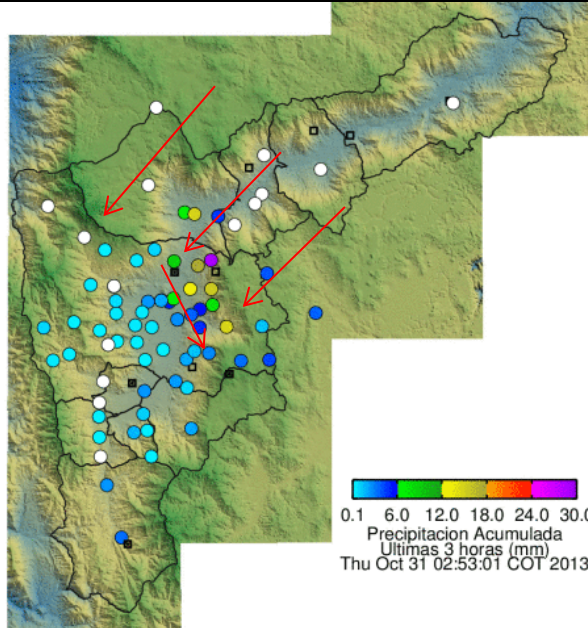 0.1 6.0 12.0 18.0 24.0 30.0
Precipitacion Acumulada
Ultimas 3 horas (mm)
Thu Oct 31 02:53:01 COT 2013